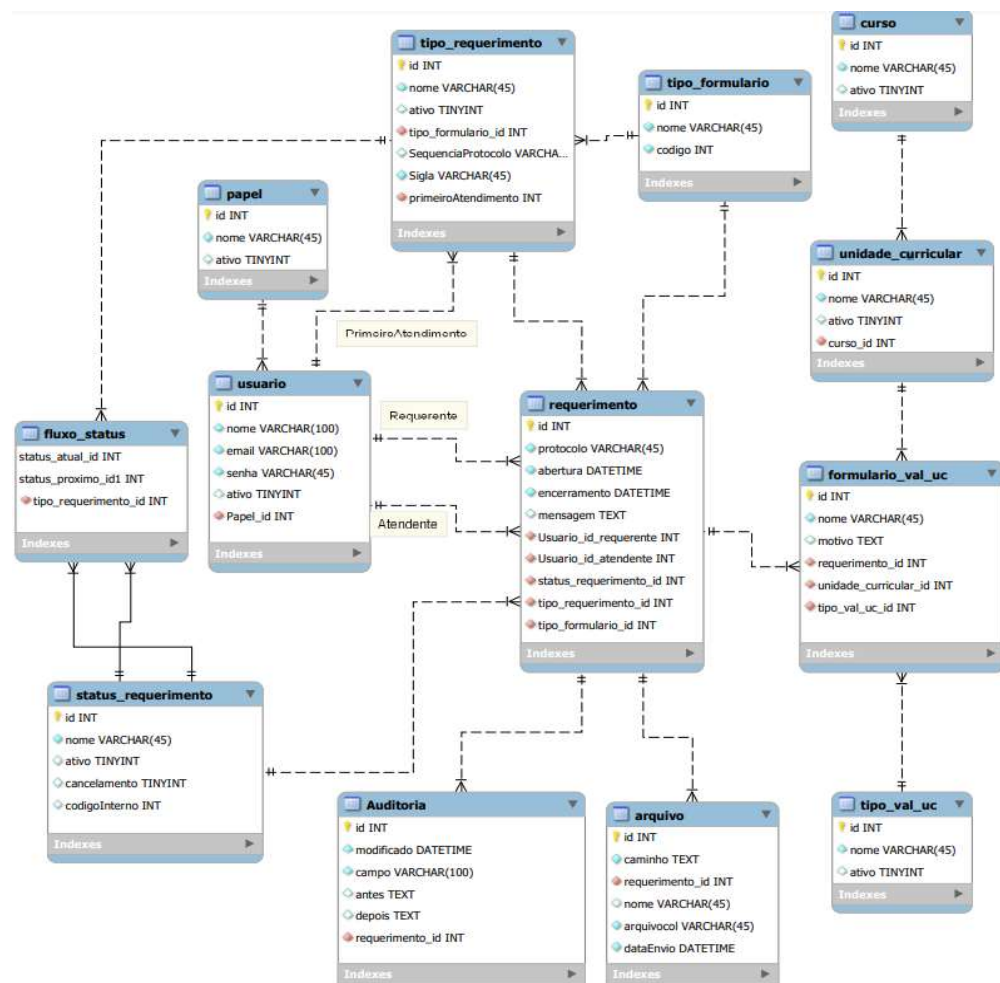 tipo_requerimento
id INT
nome VARCHAR(45)
ativo TINYINT
tipo_formulario_id INT
SequenciaProtocolo VARCHA...
Sigla VARCHAR(45)
primeiroAtendimento INT
Indexes
tipo_formulario
id INT
nome VARCHAR(45)
codigo INT
Indexes
curso
id INT
nome VARCHAR(45)
ativo TINYINT
Indexes
papel
id INT
nome VARCHAR(45)
ativo TINYINT
Indexes
unidade_curricular
id INT
nome VARCHAR(45)
ativo TINYINT
curso_id INT
Indexes
PrimeiroAtendimento
usuario
id INT
nome VARCHAR(100)
email VARCHAR(100)
senha VARCHAR(45)
ativo TINYINT
Papel_id INT
Indexes
Requerente
Atendente
requerimento
id INT
protocolo VARCHAR(45)
abertura DATETIME
encerramento DATETIME
mensagem TEXT
Usuario_id_requerente INT
Usuario_id_atendente INT
status_requerimento_id INT
tipo_requerimento_id INT
tipo_formulario_id INT
Indexes
fluxo_status
status_atual_id INT
status_proximo_id1 INT
tipo_requerimento_id INT
Indexes
formulario_val_uc
id INT
nome VARCHAR(45)
motivo TEXT
requerimento_id INT
unidade_curricular_id INT
tipo_val_uc_id INT
Indexes
status_requerimento
id INT
nome VARCHAR(45)
ativo TINYINT
cancelamento TINYINT
codigoInterno INT
Indexes
Auditoria
id INT
modificado DATETIME
campo VARCHAR(100)
antes TEXT
depois TEXT
requerimento_id INT
Indexes
arquivo
id INT
caminho TEXT
requerimento_id INT
nome VARCHAR(45)
arquivocol VARCHAR(45)
dataEnvio DATETIME
Indexes
tipo_val_uc
id INT
nome VARCHAR(45)
ativo TINYINT
Indexes